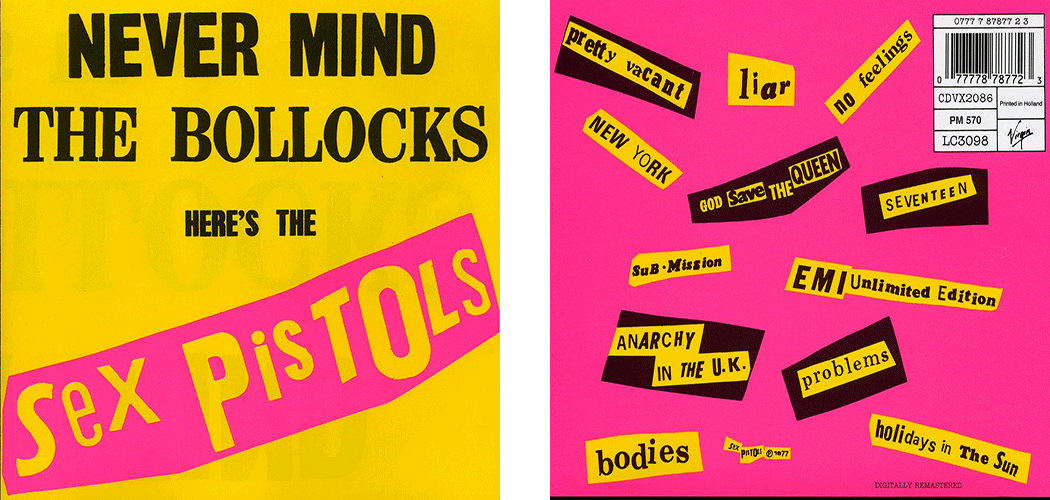 NEVER MIND
THE BOLLOCKS
HERE'S THE
Sex PisTOLS
pretty vacant
liar
no feelings
0777 7 87877 2 3
0 77778 78772 3
CDVX2086
Printed in Holland
PM 570
LC3098
Virgin
NEW YORK
GOD Save THE QUEEN
SEVENTEEN
SuB·Mission
EMI Unlimited Edition
ANARCHY
IN THE U.K.
problems
holidays in The Sun
bodies
Sex PisTOLS ℗ 1977
DIGITALLY REMASTERED